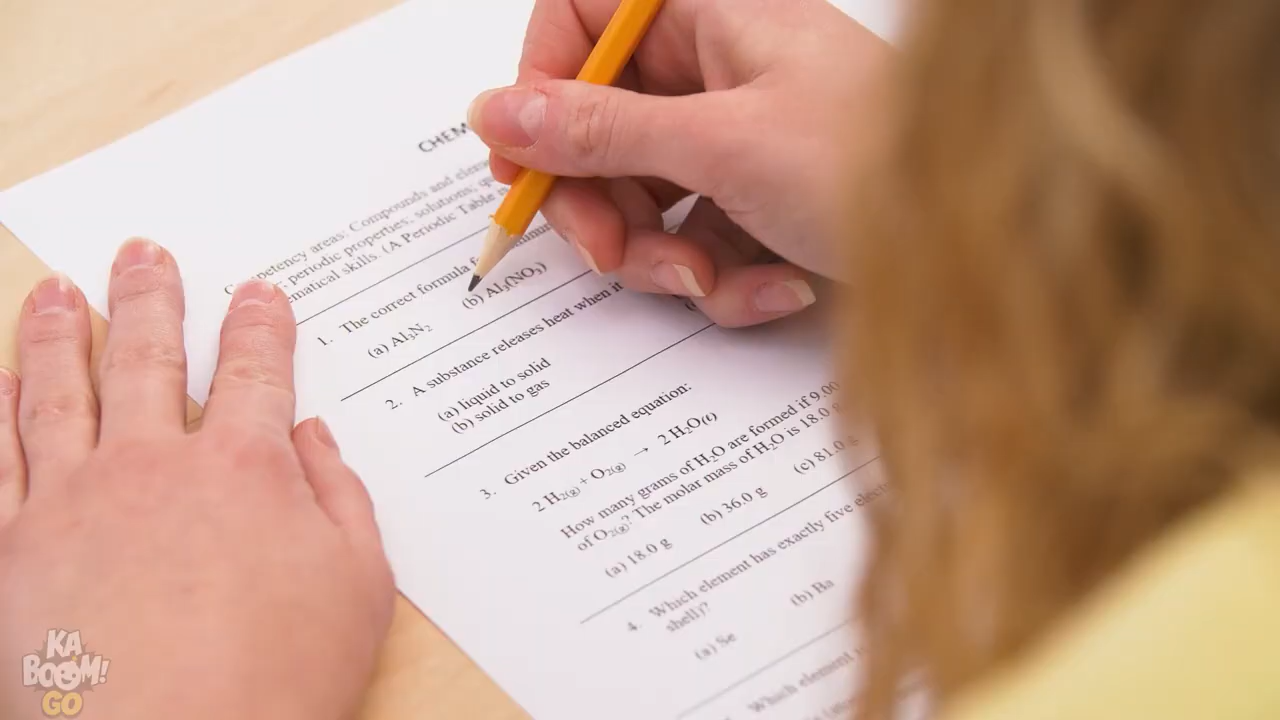 CHEM
Competency areas: Compounds and
periodic properties; solutions;
skills. (A Periodic Table
1. The correct formula
(a) Al₃N₂ (b) Al₃(NO₃)
2. A substance releases heat when it
(a) liquid to solid
(b) solid to gas
3. Given the balanced equation:
2 H₂(g) + O₂(g) → 2 H₂O(ℓ)
How many grams of H₂O are formed if 9.00
of O₂(g)? The molar mass of H₂O is 18.0 g
(a) 18.0 g (b) 36.0 g (c) 81.0 g
4. Which element has exactly five
shell)?
(a) Se (b) Ba
Which element
KA
BOOM!
GO